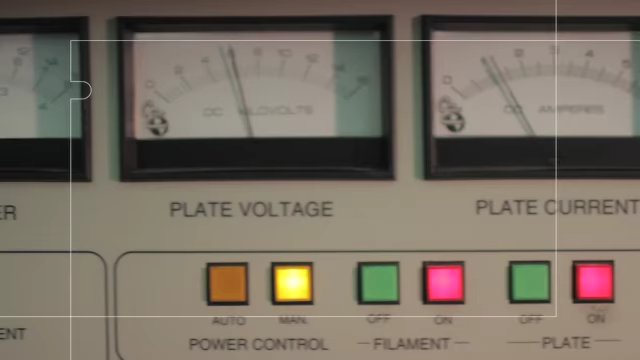 DC KILOVOLTS
DC AMPERES
ER
PLATE VOLTAGE
PLATE CURRENT
ENT
AUTO
MAN.
OFF
ON
OFF
ON
POWER CONTROL
FILAMENT
PLATE